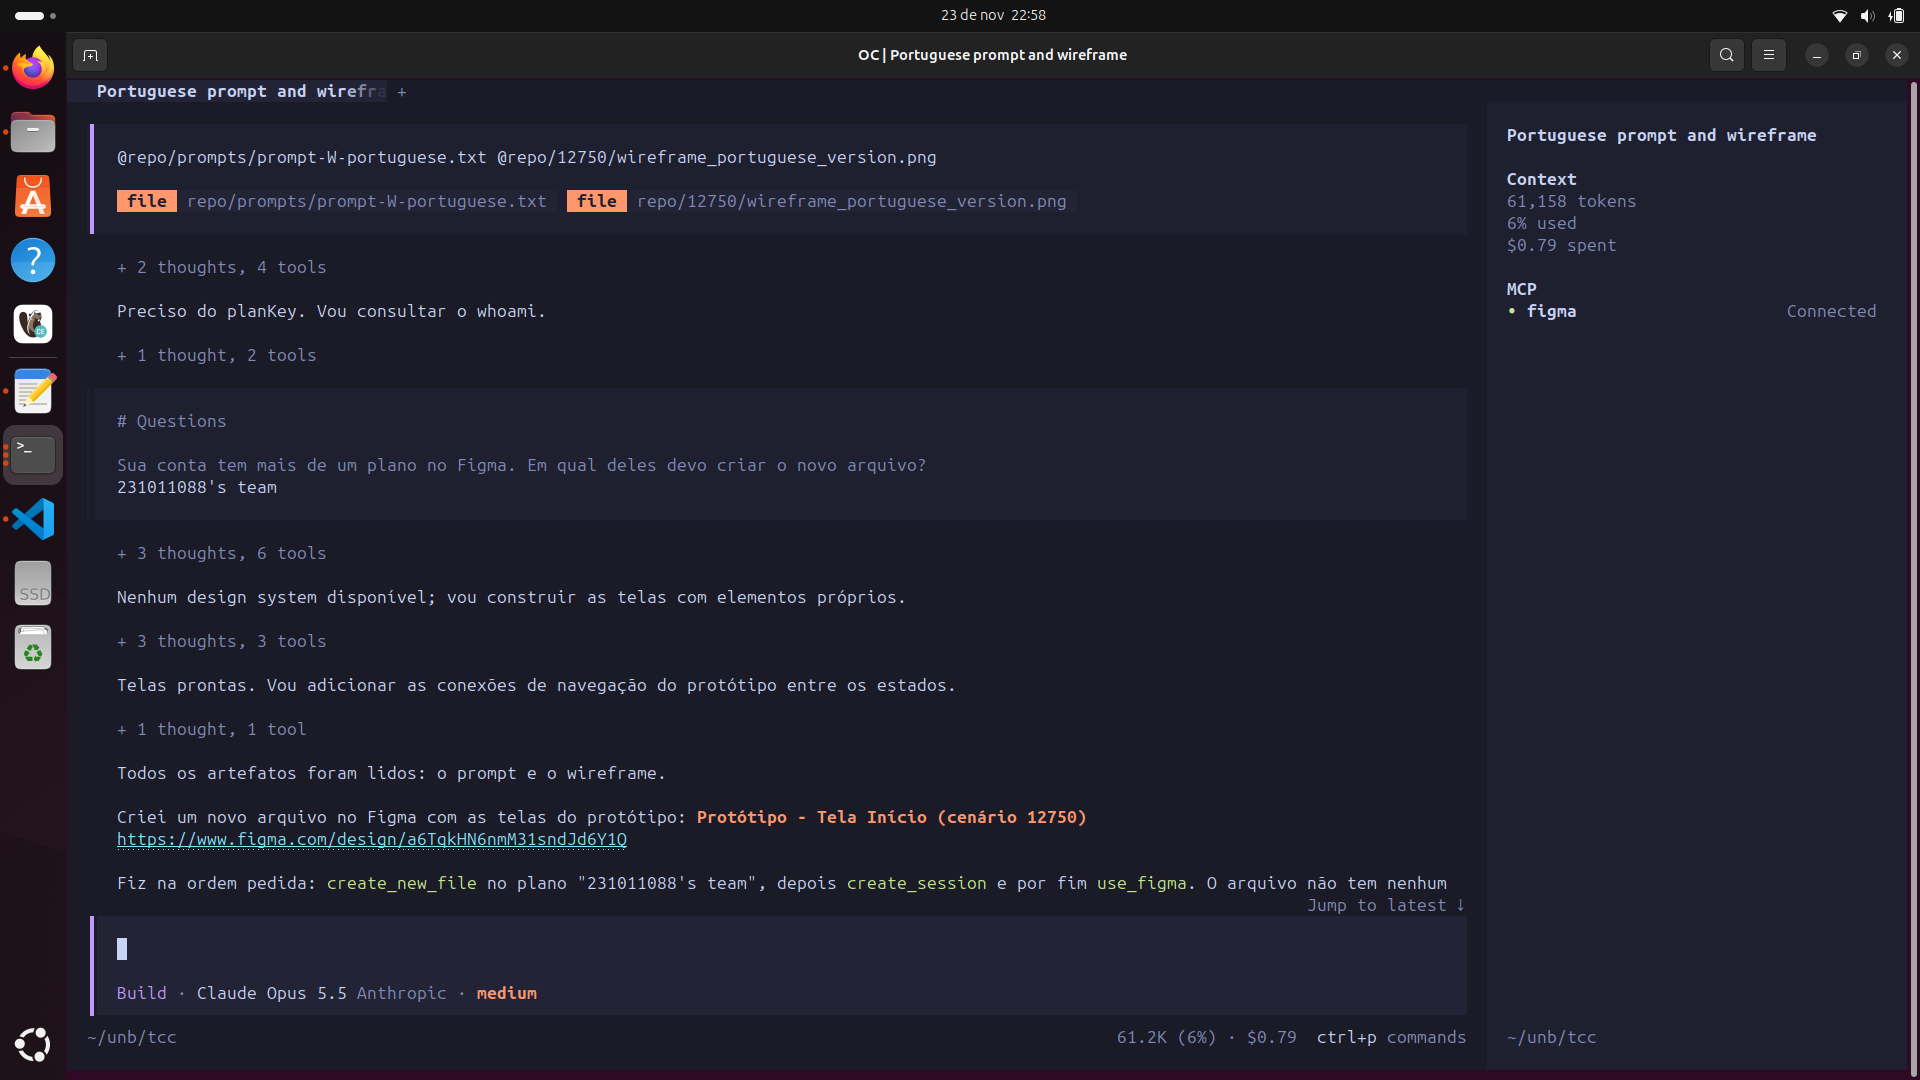 23 de nov 22:58
OC | Portuguese prompt and wireframe
Portuguese prompt and wirefra +
@repo/prompts/prompt-W-portuguese.txt @repo/12750/wireframe_portuguese_version.png
file repo/prompts/prompt-W-portuguese.txt file repo/12750/wireframe_portuguese_version.png
+ 2 thoughts, 4 tools
Preciso do planKey. Vou consultar o whoami.
+ 1 thought, 2 tools
# Questions
Sua conta tem mais de um plano no Figma. Em qual deles devo criar o novo arquivo?
231011088's team
+ 3 thoughts, 6 tools
Nenhum design system disponível; vou construir as telas com elementos próprios.
+ 3 thoughts, 3 tools
Telas prontas. Vou adicionar as conexões de navegação do protótipo entre os estados.
+ 1 thought, 1 tool
Todos os artefatos foram lidos: o prompt e o wireframe.
Criei um novo arquivo no Figma com as telas do protótipo: Protótipo - Tela Início (cenário 12750)
https://www.figma.com/design/a6TqkHN6nmM31sndJd6Y1Q
Fiz na ordem pedida: create_new_file no plano "231011088's team", depois create_session e por fim use_figma. O arquivo não tem nenhum
Jump to latest ↓
Build · Claude Opus 5.5 Anthropic · medium
~/unb/tcc
61.2K (6%) · $0.79 ctrl+p commands
Portuguese prompt and wireframe
Context
61,158 tokens
6% used
$0.79 spent
MCP
• figma Connected
~/unb/tcc
SSD